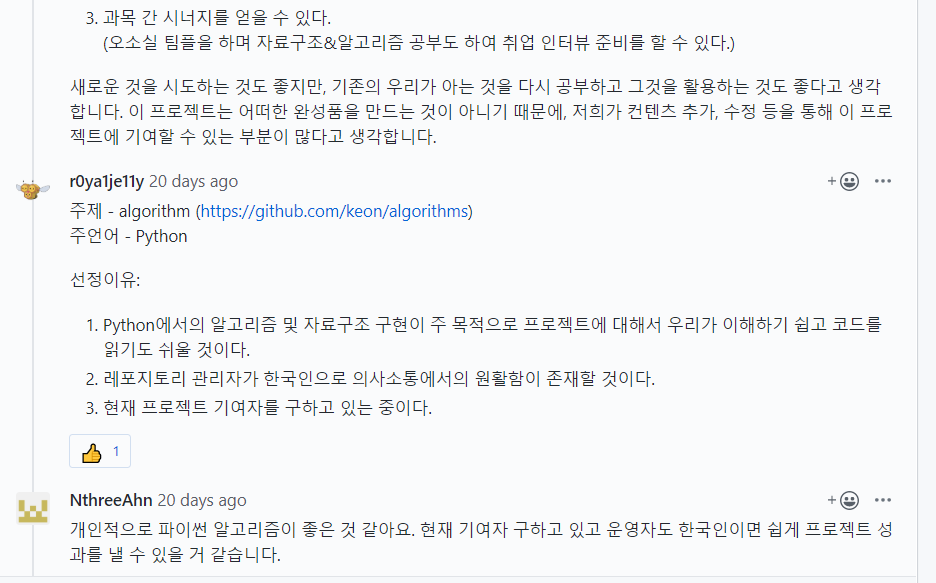 3. 과목 간 시너지를 얻을 수 있다.
(오소실 팀플을 하며 자료구조&알고리즘 공부도 하여 취업 인터뷰 준비를 할 수 있다.)
새로운 것을 시도하는 것도 좋지만, 기존의 우리가 아는 것을 다시 공부하고 그것을 활용하는 것도 좋다고 생각
합니다. 이 프로젝트는 어떠한 완성품을 만드는 것이 아니기 때문에, 저희가 컨텐츠 추가, 수정 등을 통해 이 프로
젝트에 기여할 수 있는 부분이 많다고 생각합니다.
r0ya1je11y 20 days ago
주제 - algorithm (https://github.com/keon/algorithms)
주언어 - Python
선정이유:
1. Python에서의 알고리즘 및 자료구조 구현이 주 목적으로 프로젝트에 대해서 우리가 이해하기 쉽고 코드를
읽기도 쉬울 것이다.
2. 레포지토리 관리자가 한국인으로 의사소통에서의 원활함이 존재할 것이다.
3. 현재 프로젝트 기여자를 구하고 있는 중이다.
1
NthreeAhn 20 days ago
개인적으로 파이썬 알고리즘이 좋은 것 같아요. 현재 기여자 구하고 있고 운영자도 한국인이면 쉽게 프로젝트 성
과를 낼 수 있을 거 같습니다.